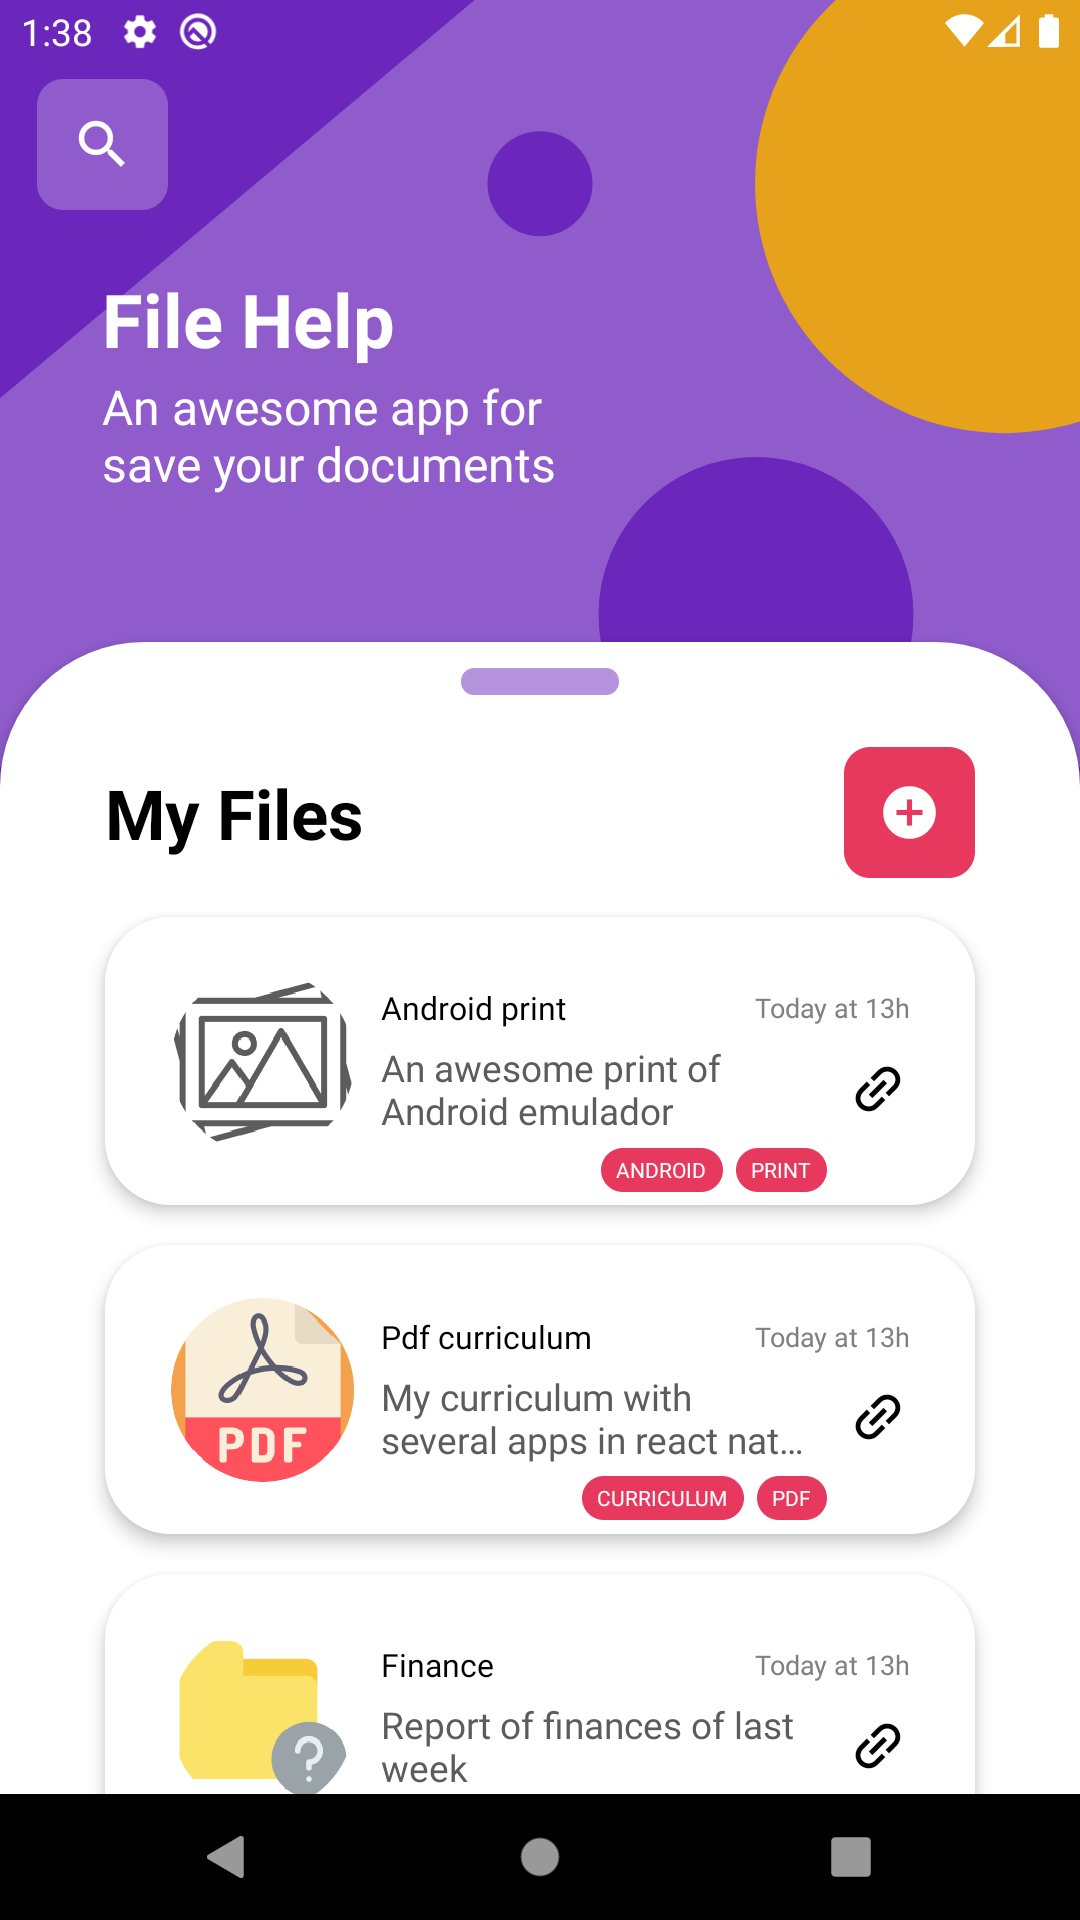 1:38
File Help
An awesome app for
save your documents
My Files
Android print
Today at 13h
An awesome print of
Android emulador
ANDROID
PRINT
Pdf curriculum
Today at 13h
My curriculum with
several apps in react nat...
PDF
CURRICULUM
PDF
Finance
Today at 13h
Report of finances of last
week